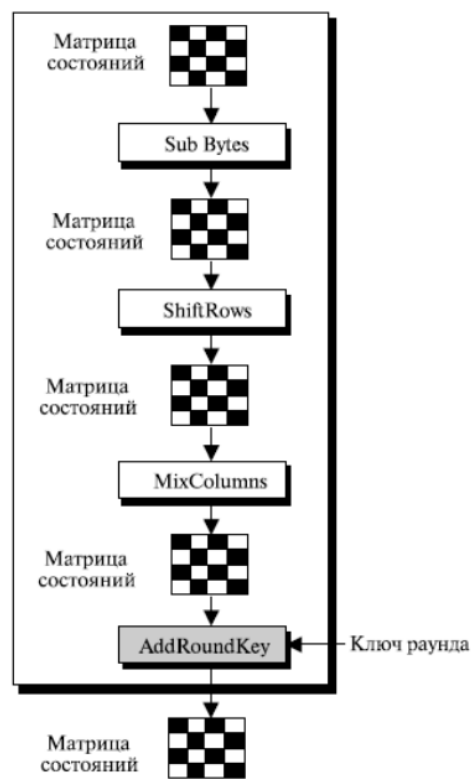 Матрица
состояний
Sub Bytes
Матрица
состояний
ShiftRows
Матрица
состояний
MixColumns
Матрица
состояний
AddRoundKey
Ключ раунда
Матрица
состояний